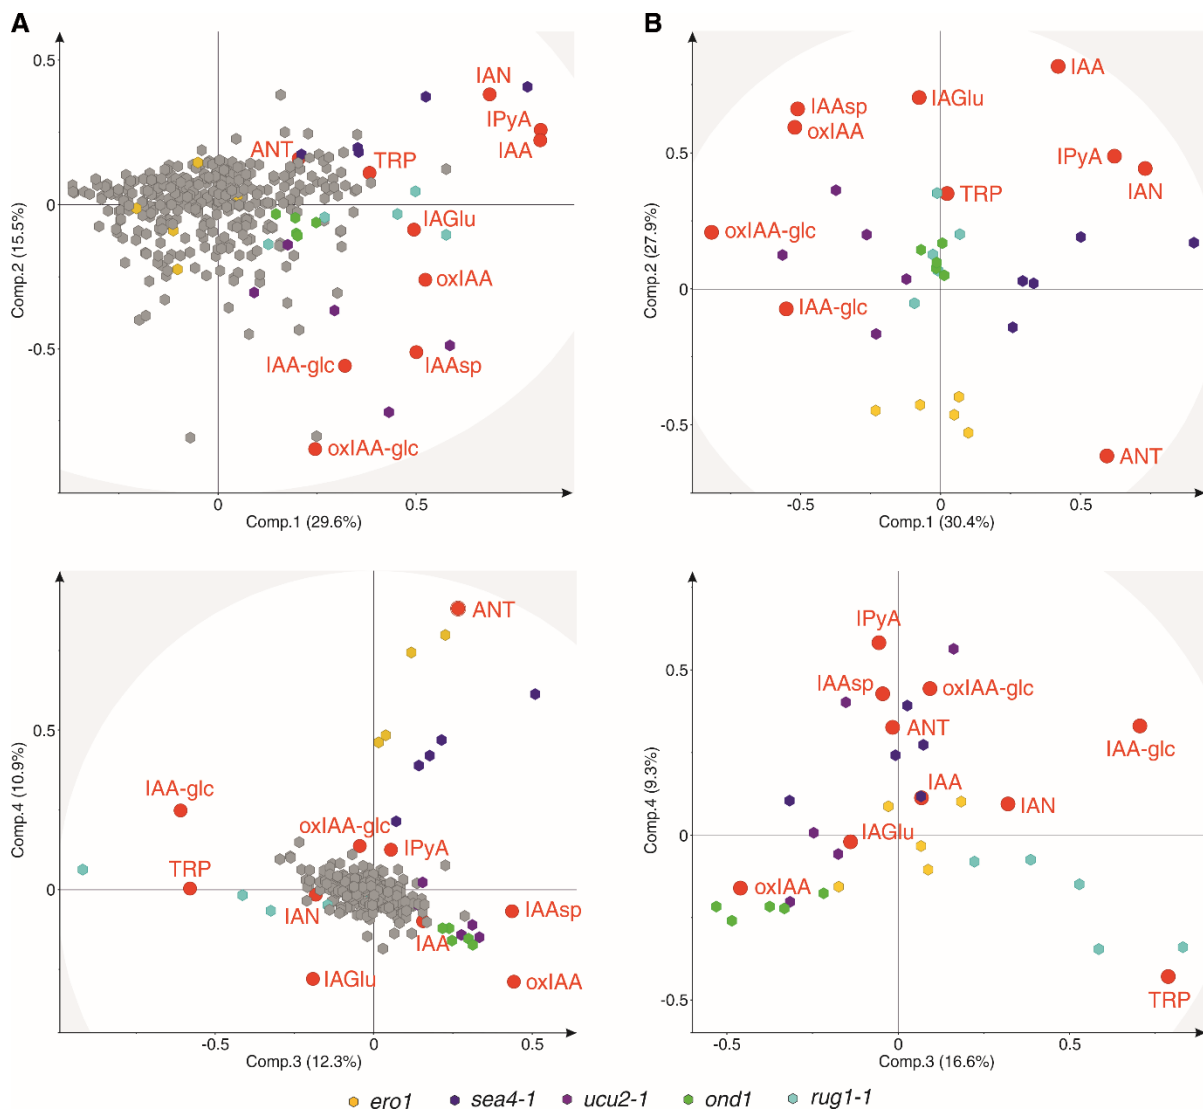 A
0.5
IAN
IPyA
IAA
ANT
TRP
0
IAGlu
oxIAA
-0.5
IAA-glc
IAAsp
oxIAA-glc
0
0.5
Comp.1 (29.6%)
Comp.2 (15.5%)
B
IAA
IAAsp
IAGlu
oxIAA
0.5
IPyA
IAN
TRP
oxIAA-glc
0
IAA-glc
-0.5
ANT
-0.5
0
0.5
Comp.1 (30.4%)
Comp.2 (27.9%)
ANT
0.5
IAA-glc
oxIAA-glc
IPyA
TRP
0
IAN
IAAsp
IAA
IAGlu
oxIAA
-0.5
0
0.5
Comp.3 (12.3%)
Comp.4 (10.9%)
IPyA
0.5
IAAsp
oxIAA-glc
ANT
IAA-glc
IAA
IAN
0
IAGlu
oxIAA
TRP
-0.5
-0.5
0
0.5
Comp.3 (16.6%)
Comp.4 (9.3%)
ero1 sea4-1 ucu2-1 ond1 rug1-1